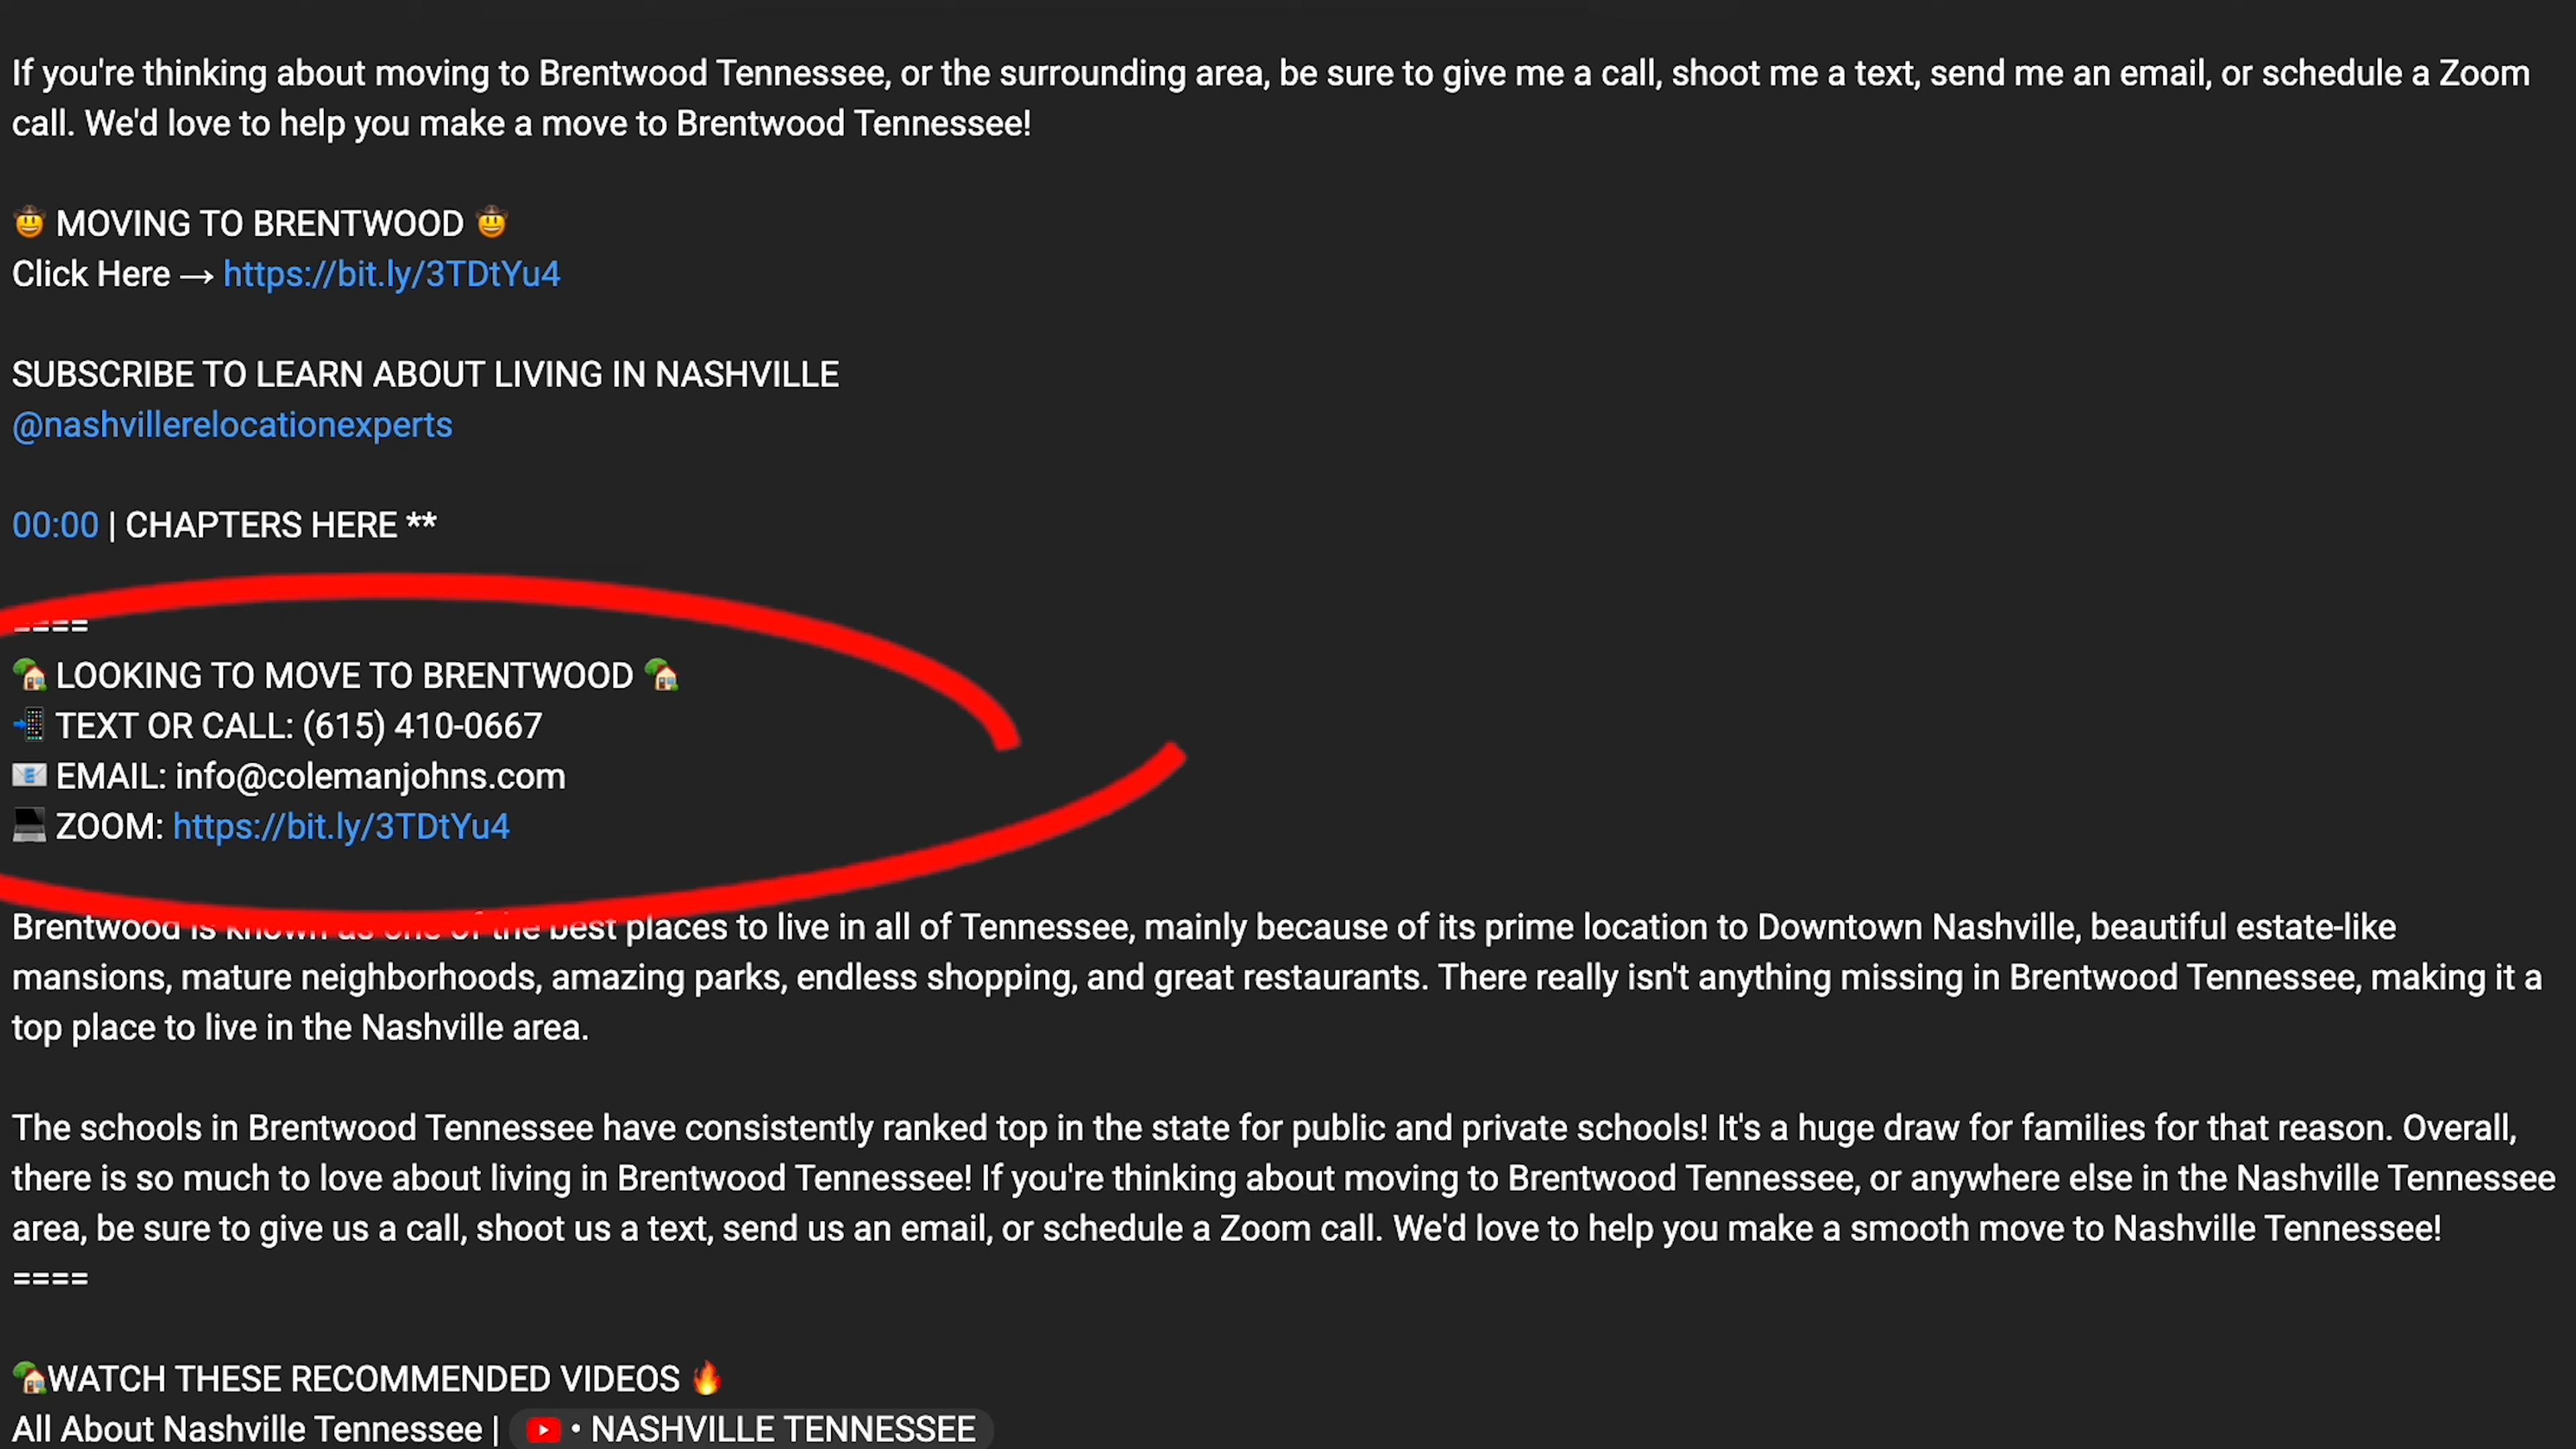 If you're thinking about moving to Brentwood Tennessee, or the surrounding area, be sure to give me a call, shoot me a text, send me an email, or schedule a Zoom
call. We'd love to help you make a move to Brentwood Tennessee!
🤠 MOVING TO BRENTWOOD 🤠
Click Here → https://bit.ly/3TDtYu4
SUBSCRIBE TO LEARN ABOUT LIVING IN NASHVILLE
@nashvillerelocationexperts
00:00 | CHAPTERS HERE **
====
🏡 LOOKING TO MOVE TO BRENTWOOD 🏡
📲 TEXT OR CALL: (615) 410-0667
📧 EMAIL: info@colemanjohns.com
💻 ZOOM: https://bit.ly/3TDtYu4
Brentwood is known as one of the best places to live in all of Tennessee, mainly because of its prime location to Downtown Nashville, beautiful estate-like
mansions, mature neighborhoods, amazing parks, endless shopping, and great restaurants. There really isn't anything missing in Brentwood Tennessee, making it a
top place to live in the Nashville area.
The schools in Brentwood Tennessee have consistently ranked top in the state for public and private schools! It's a huge draw for families for that reason. Overall,
there is so much to love about living in Brentwood Tennessee! If you're thinking about moving to Brentwood Tennessee, or anywhere else in the Nashville Tennessee
area, be sure to give us a call, shoot us a text, send us an email, or schedule a Zoom call. We'd love to help you make a smooth move to Nashville Tennessee!
====
🏡WATCH THESE RECOMMENDED VIDEOS 🔥
All About Nashville Tennessee | • NASHVILLE TENNESSEE